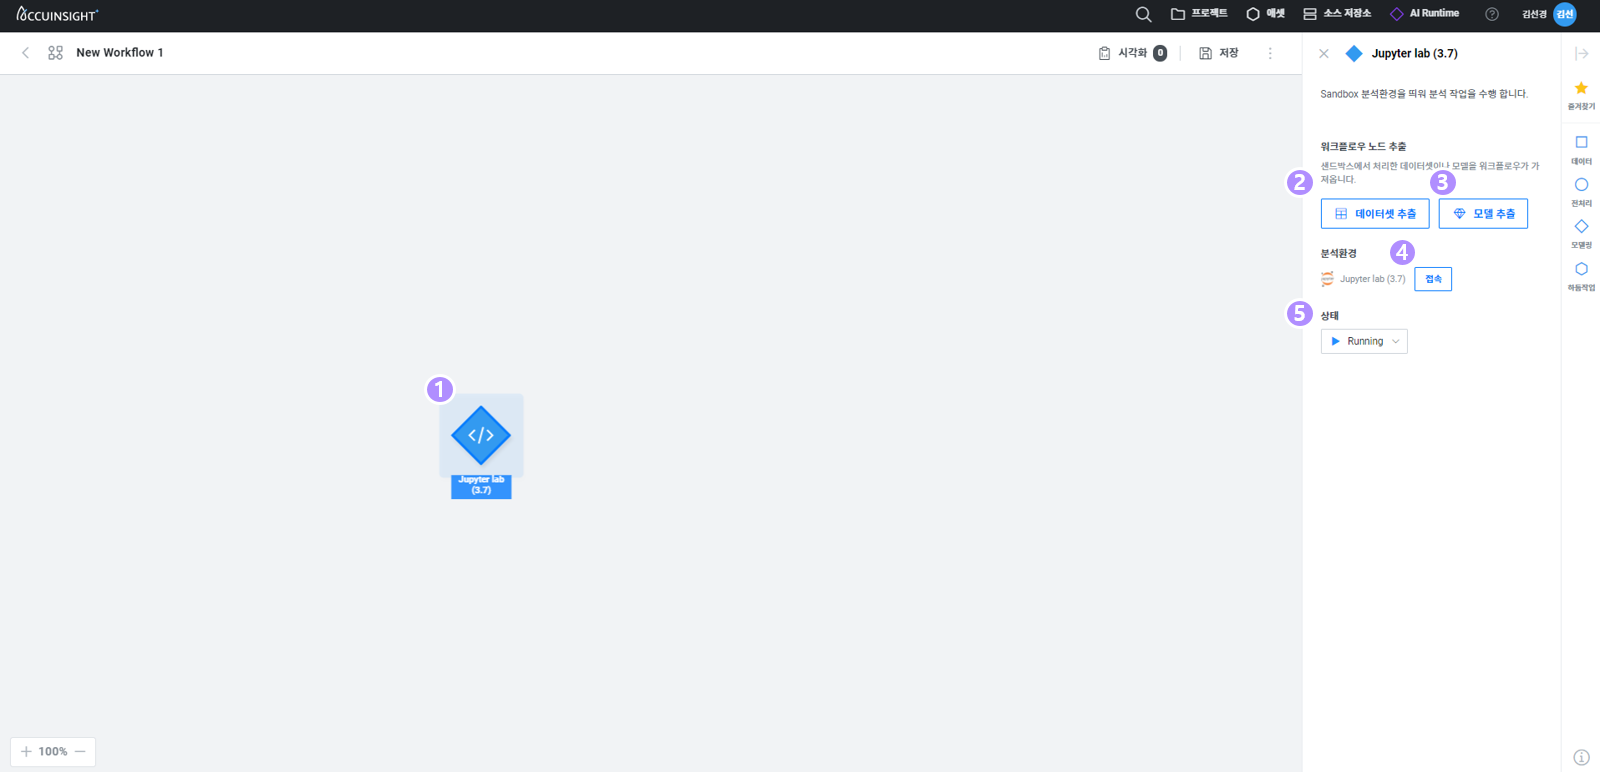 ACCUINSIGHT+
프로젝트
애셋
소스 저장소
AI Runtime
?
김선경
김선
New Workflow 1
시각화
0
저장
Jupyter lab (3.7)
Sandbox 분석환경을 띄워 분석 작업을 수행 합니다.
워크플로우 노드 추출
샌드박스에서 처리한 데이터셋이나 모델을 워크플로우가 가
져옵니다.
2
3
데이터셋 추출
모델 추출
분석환경
4
Jupyter lab (3.7)
접속
5
상태
Running
즐겨찾기
데이터
전처리
모델링
하둡작업
1
</>
Jupyter lab
(3.7)
100%